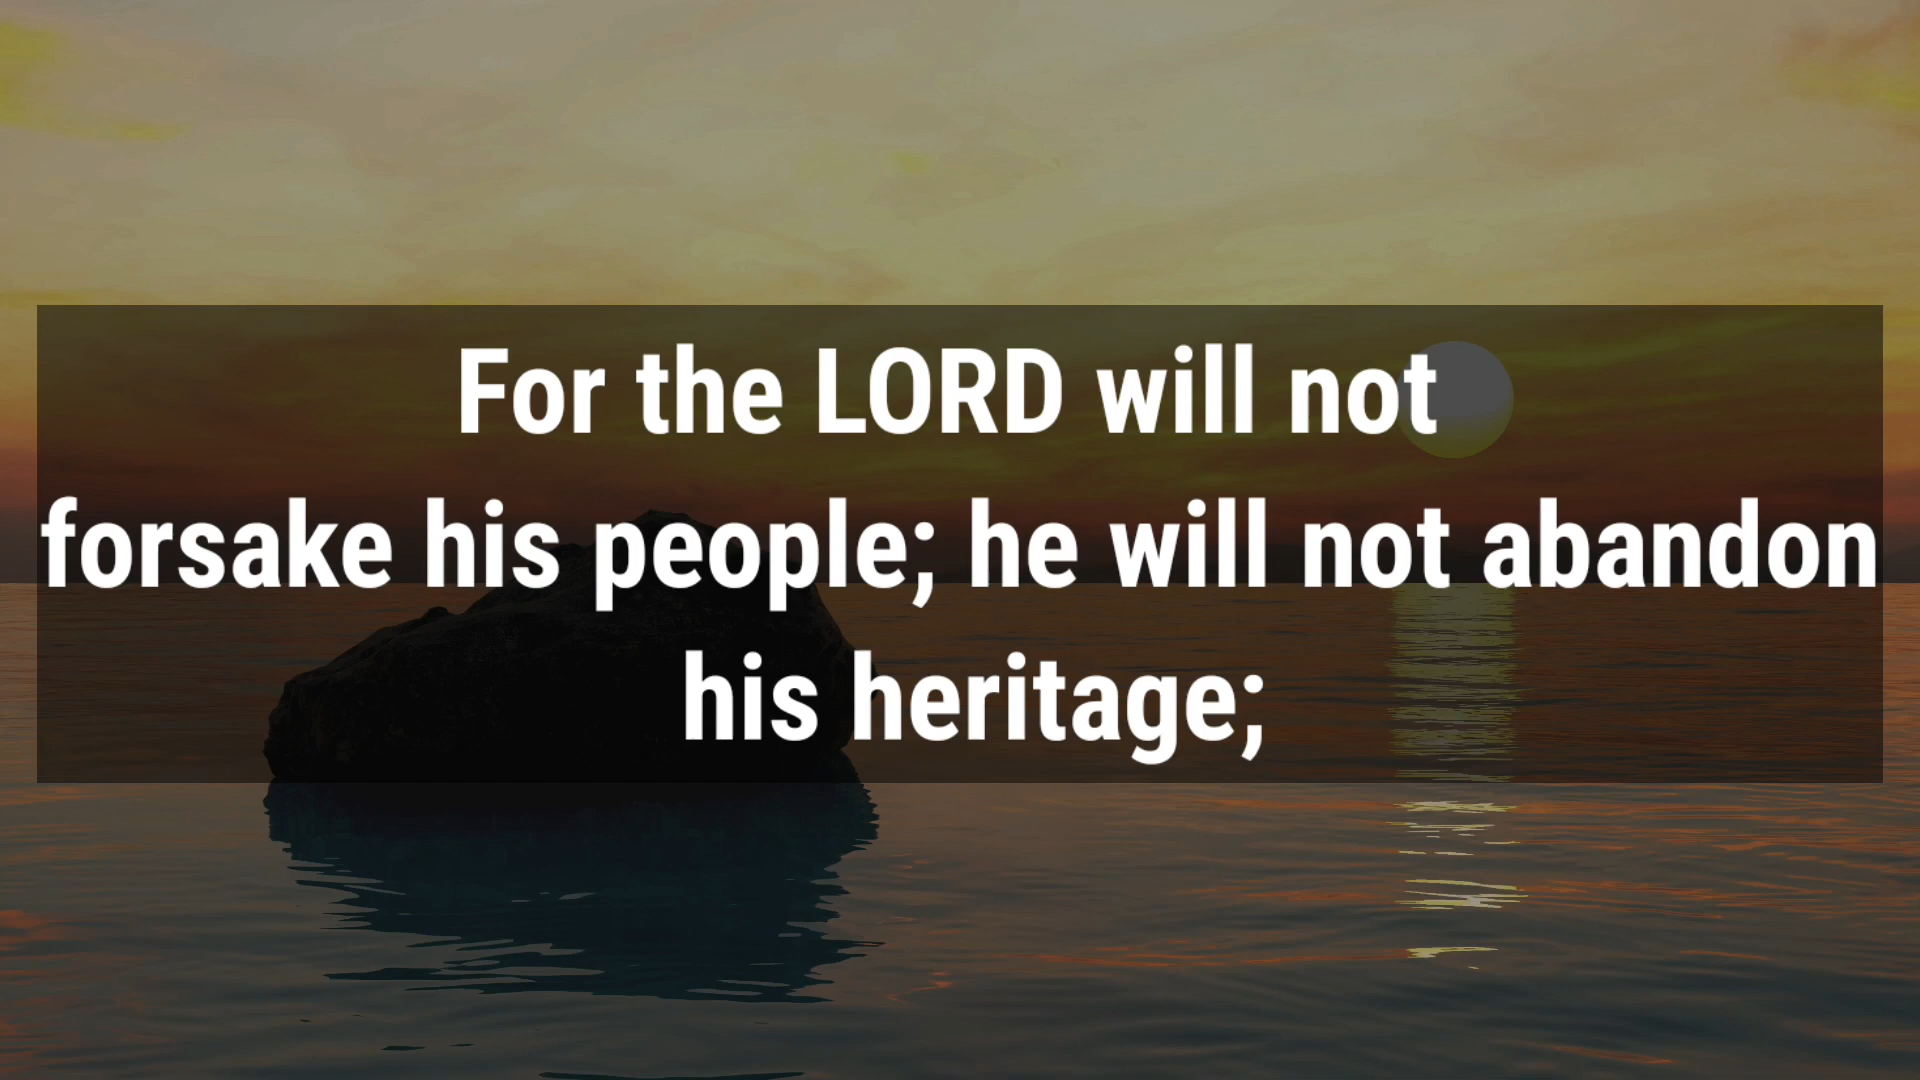 For the LORD will not
forsake his people; he will not abandon
his heritage;